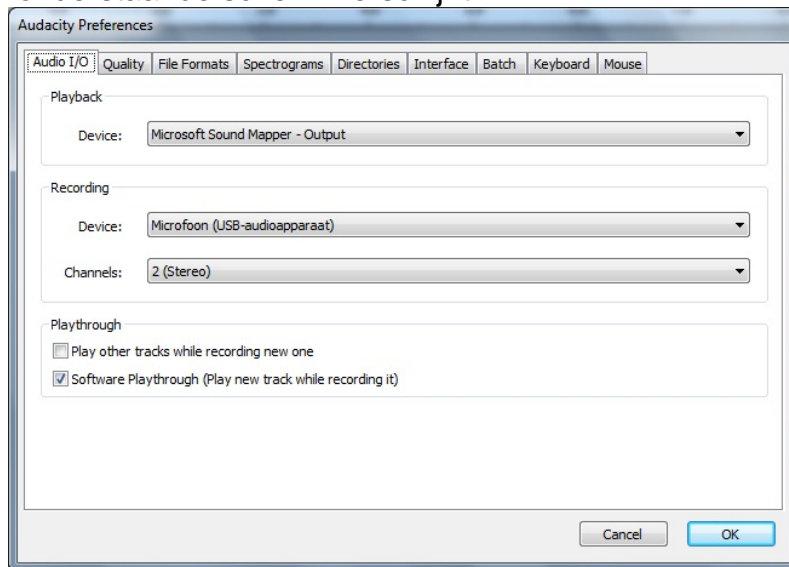 Audacity Preferences
Audio I/O Quality File Formats Spectrograms Directories Interface Batch Keyboard Mouse
Playback
Device: Microsoft Sound Mapper - Output
Recording
Device: Microfoon (USB-audioapparaat)
Channels: 2 (Stereo)
Playthrough
Play other tracks while recording new one
Software Playthrough (Play new track while recording it)
Cancel OK